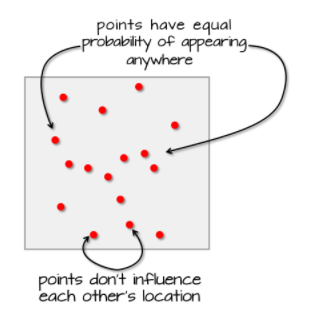 points have equal
probability of appearing
anywhere
points don't influence
each other's location